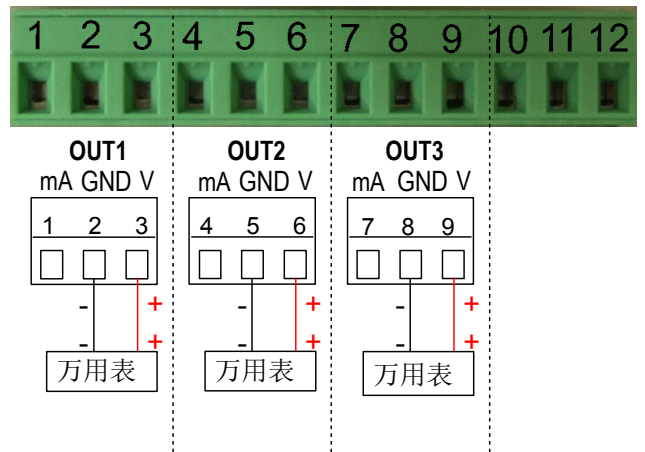 1 2 3 4 5 6 7 8 9 10 11 12
OUT1 OUT2 OUT3
mA GND V mA GND V mA GND V
1 2 3 4 5 6 7 8 9
- + - + - +
- + - + - +
万用表 万用表 万用表